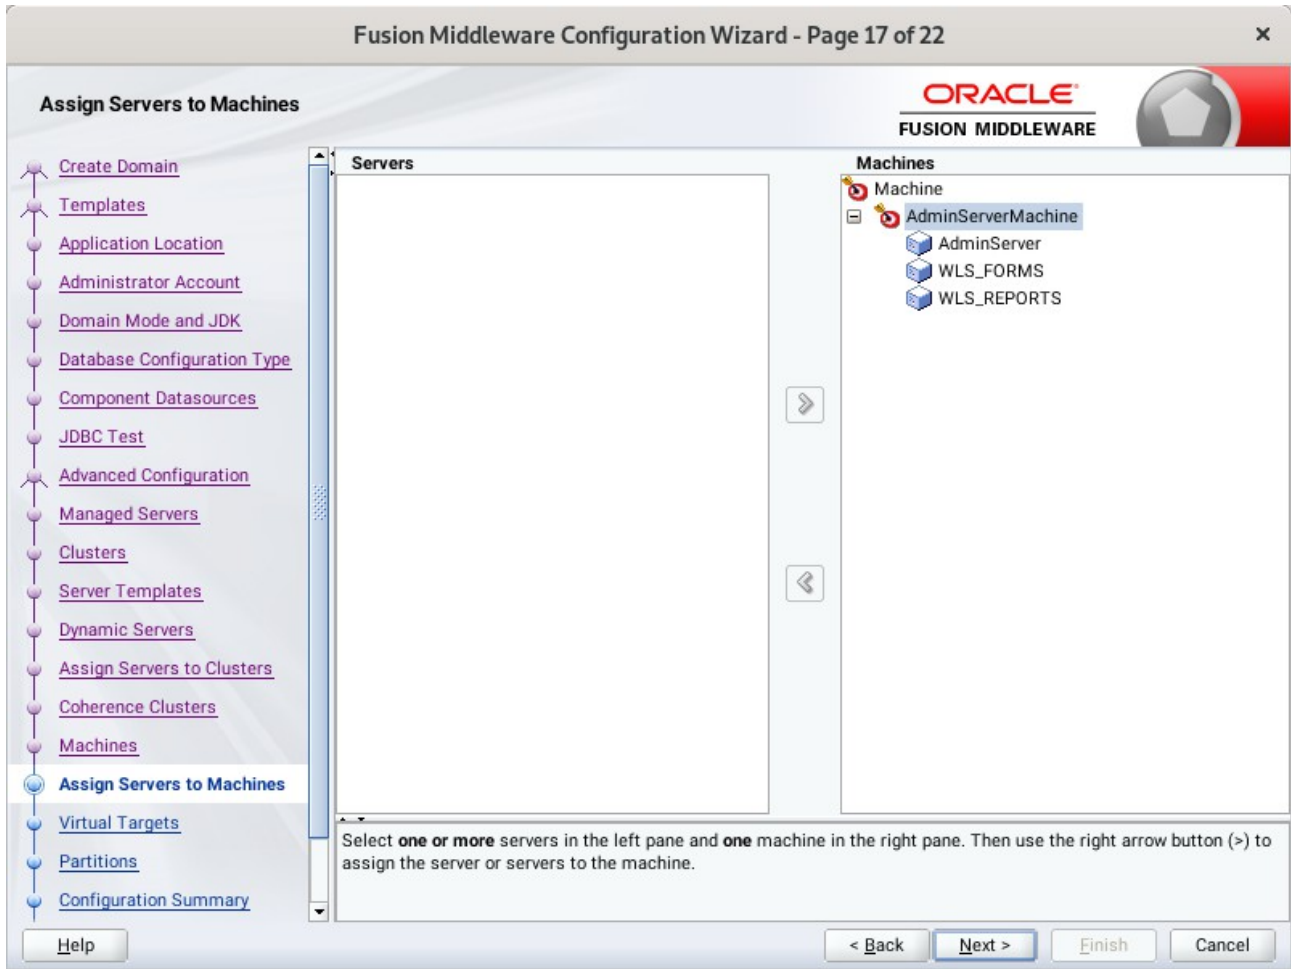 Fusion Middleware Configuration Wizard - Page 17 of 22
×
Assign Servers to Machines
ORACLE
FUSION MIDDLEWARE
Create Domain
Templates
Application Location
Administrator Account
Domain Mode and JDK
Database Configuration Type
Component Datasources
JDBC Test
Advanced Configuration
Managed Servers
Clusters
Server Templates
Dynamic Servers
Assign Servers to Clusters
Coherence Clusters
Machines
Assign Servers to Machines
Virtual Targets
Partitions
Configuration Summary
Servers
Machines
Machine
AdminServerMachine
AdminServer
WLS_FORMS
WLS_REPORTS
Select one or more servers in the left pane and one machine in the right pane. Then use the right arrow button (>) to
assign the server or servers to the machine.
Help
< Back
Next >
Finish
Cancel